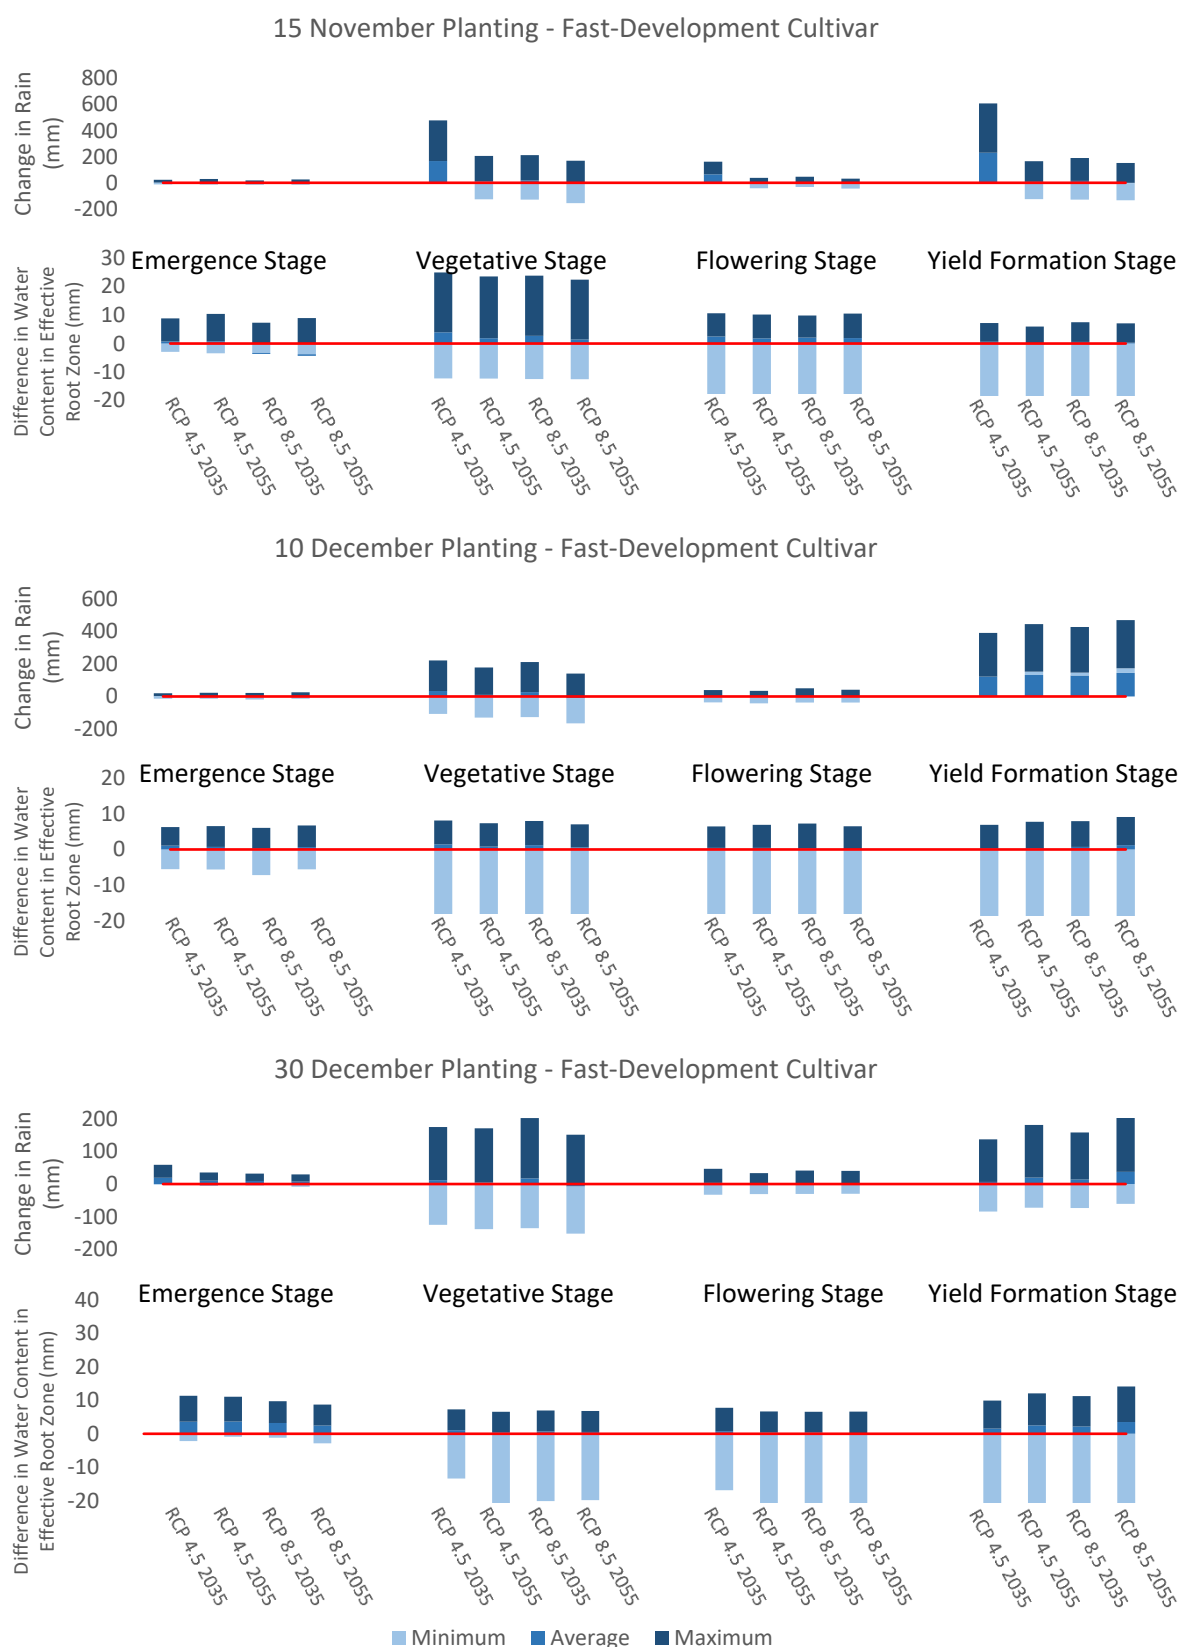 15 November Planting - Fast-Development Cultivar
Change in Rain
(mm)
800
600
400
200
0
-200
Emergence Stage
Vegetative Stage
Flowering Stage
Yield Formation Stage
Difference in Water
Content in Effective
Root Zone (mm)
30
20
10
0
-10
-20
RCP 4.5 2035
RCP 4.5 2055
RCP 8.5 2035
RCP 8.5 2055
RCP 4.5 2035
RCP 4.5 2055
RCP 8.5 2035
RCP 8.5 2055
RCP 4.5 2035
RCP 4.5 2055
RCP 8.5 2035
RCP 8.5 2055
RCP 4.5 2035
RCP 4.5 2055
RCP 8.5 2035
RCP 8.5 2055
10 December Planting - Fast-Development Cultivar
Change in Rain
(mm)
600
400
200
0
-200
Emergence Stage
Vegetative Stage
Flowering Stage
Yield Formation Stage
Difference in Water
Content in Effective
Root Zone (mm)
20
10
0
-10
-20
RCP 4.5 2035
RCP 4.5 2055
RCP 8.5 2035
RCP 8.5 2055
RCP 4.5 2035
RCP 4.5 2055
RCP 8.5 2035
RCP 8.5 2055
RCP 4.5 2035
RCP 4.5 2055
RCP 8.5 2035
RCP 8.5 2055
RCP 4.5 2035
RCP 4.5 2055
RCP 8.5 2035
RCP 8.5 2055
30 December Planting - Fast-Development Cultivar
Change in Rain
(mm)
200
100
0
-100
-200
Emergence Stage
Vegetative Stage
Flowering Stage
Yield Formation Stage
Difference in Water Content in
Effective Root Zone (mm)
40
30
20
10
0
-10
-20
RCP 4.5 2035
RCP 4.5 2055
RCP 8.5 2035
RCP 8.5 2055
RCP 4.5 2035
RCP 4.5 2055
RCP 8.5 2035
RCP 8.5 2055
RCP 4.5 2035
RCP 4.5 2055
RCP 8.5 2035
RCP 8.5 2055
RCP 4.5 2035
RCP 4.5 2055
RCP 8.5 2035
RCP 8.5 2055
Minimum Average Maximum